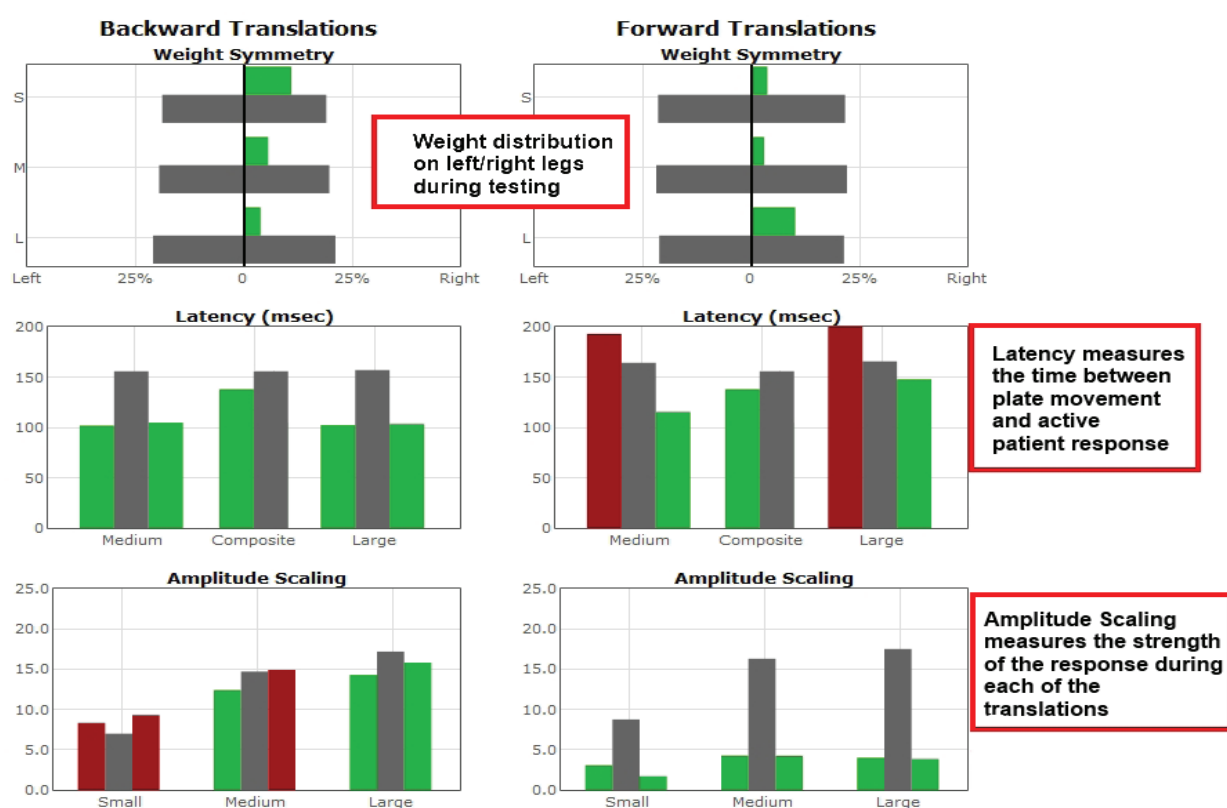 Backward Translations
Weight Symmetry
S
M
L
Left 25% 0 25% Right
Forward Translations
Weight Symmetry
S
M
L
Left 25% 0 25% Right
Weight distribution
on left/right legs
during testing
Latency (msec)
200
150
100
50
0
Medium Composite Large
Latency (msec)
200
150
100
50
0
Medium Composite Large
Latency measures
the time between
plate movement
and active
patient response
Amplitude Scaling
25.0
20.0
15.0
10.0
5.0
0.0
Small Medium Large
Amplitude Scaling
25.0
20.0
15.0
10.0
5.0
0.0
Small Medium Large
Amplitude Scaling
measures the strength
of the response during
each of the
translations